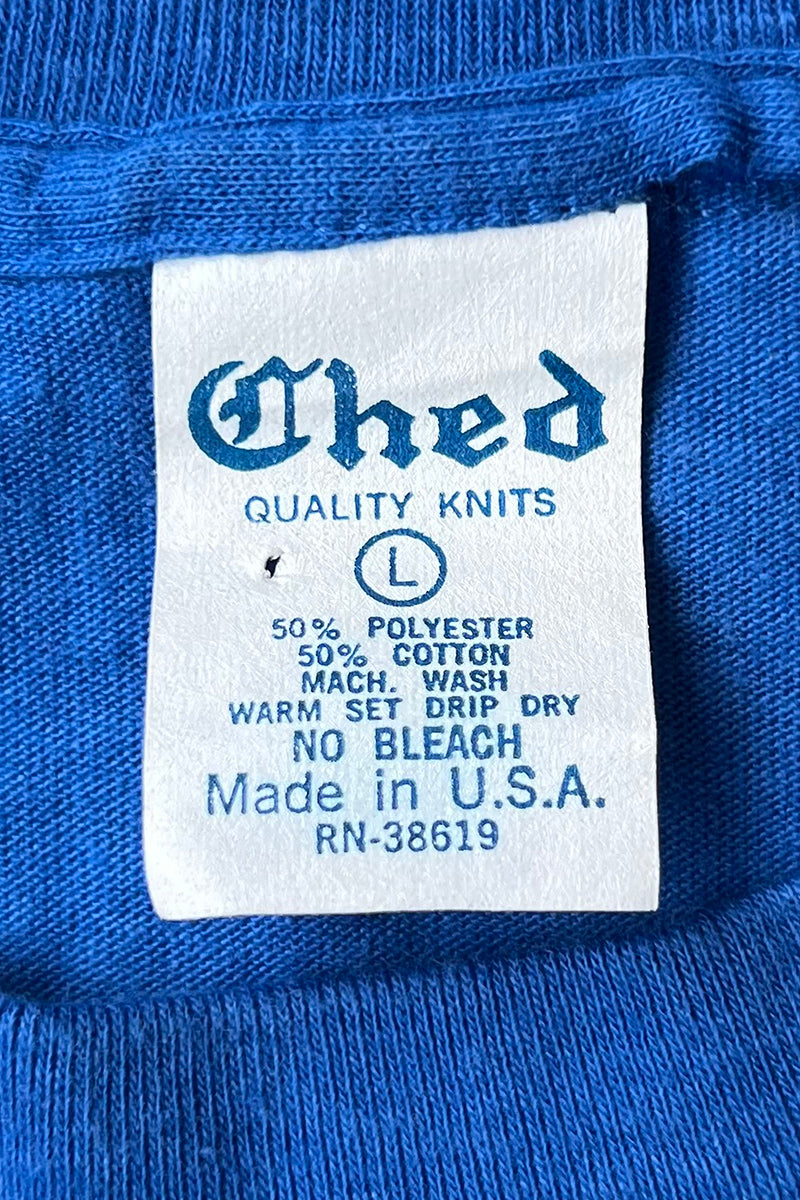 Ched
QUALITY KNITS
L
50% POLYESTER
50% COTTON
MACH. WASH
WARM SET DRIP DRY
NO BLEACH
Made in U.S.A.
RN-38619